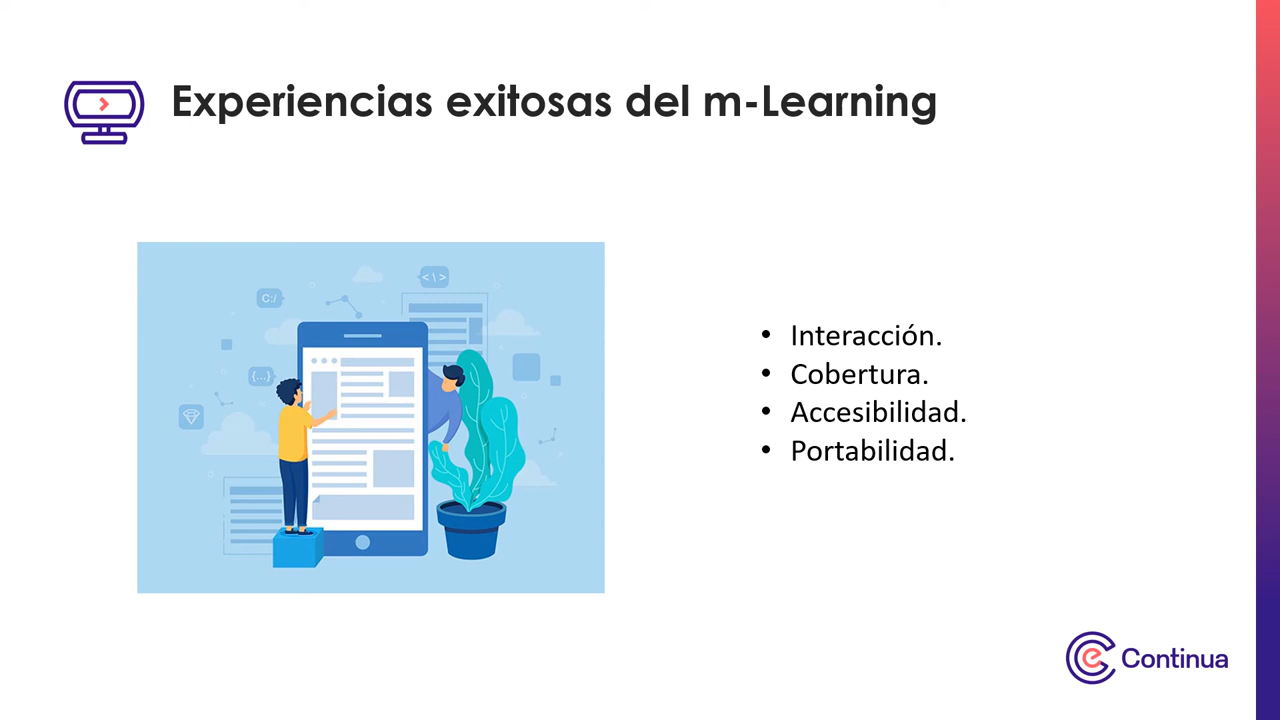 Experiencias exitosas del m-Learning
C:/
<\>
{...}
• Interacción.
• Cobertura.
• Accesibilidad.
• Portabilidad.
e Continua